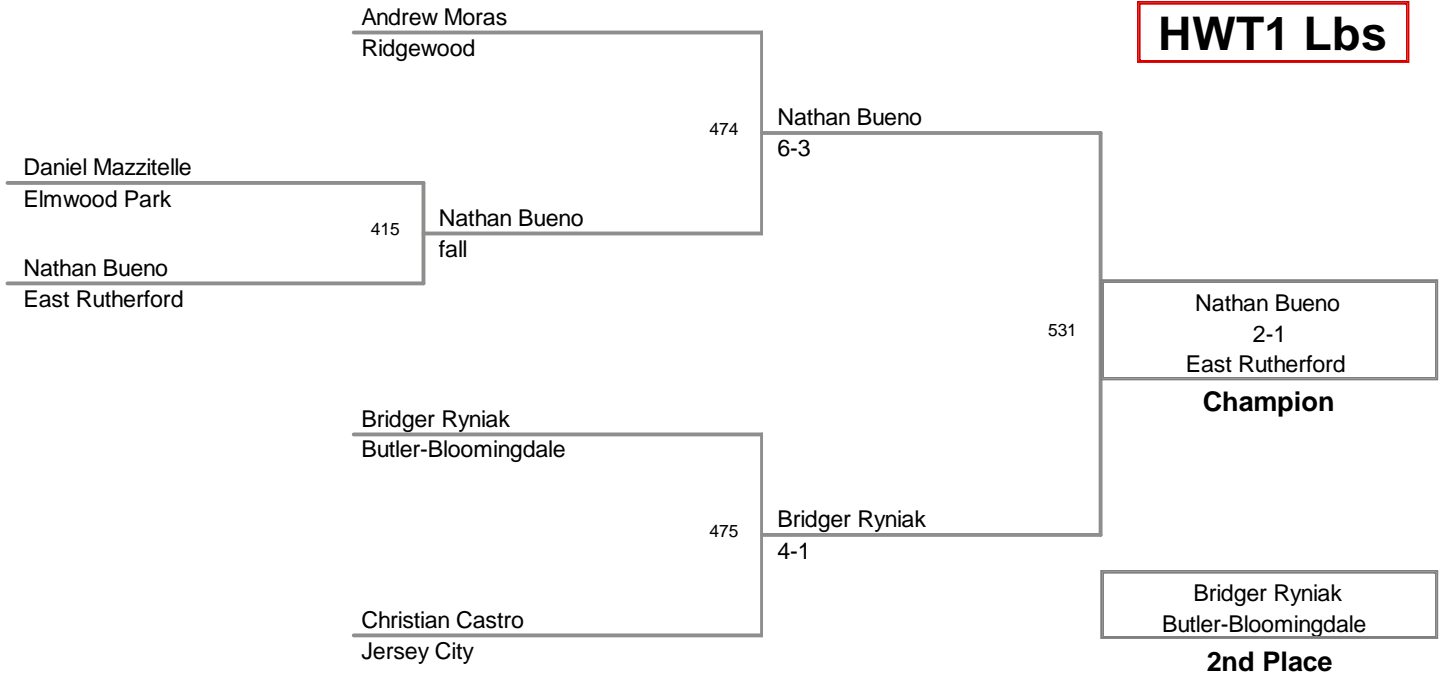 HWT1 Lbs
Andrew Moras
Ridgewood
474
Nathan Bueno
6-3
Daniel Mazzitelle
Elmwood Park
415
Nathan Bueno
fall
Nathan Bueno
East Rutherford
531
Nathan Bueno
2-1
East Rutherford
Champion
Bridger Ryniak
Butler-Bloomingdale
475
Bridger Ryniak
4-1
Christian Castro
Jersey City
Bridger Ryniak
Butler-Bloomingdale
2nd Place